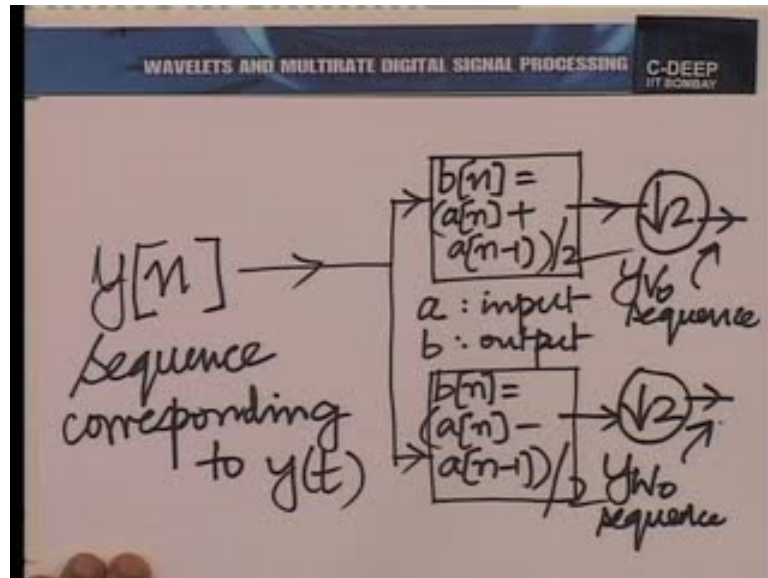 WAVELETS AND MULTIRATE DIGITAL SIGNAL PROCESSING
C-DEEP
IIT BOMBAY
y[n]
sequence
corresponding
to y(t)
b[n] =
(a[n] +
a[n-1])/2
↓2
yV₀
sequence
a : input
b : output
b[n] =
(a[n] -
a[n-1])/2
↓2
yW₀
sequence